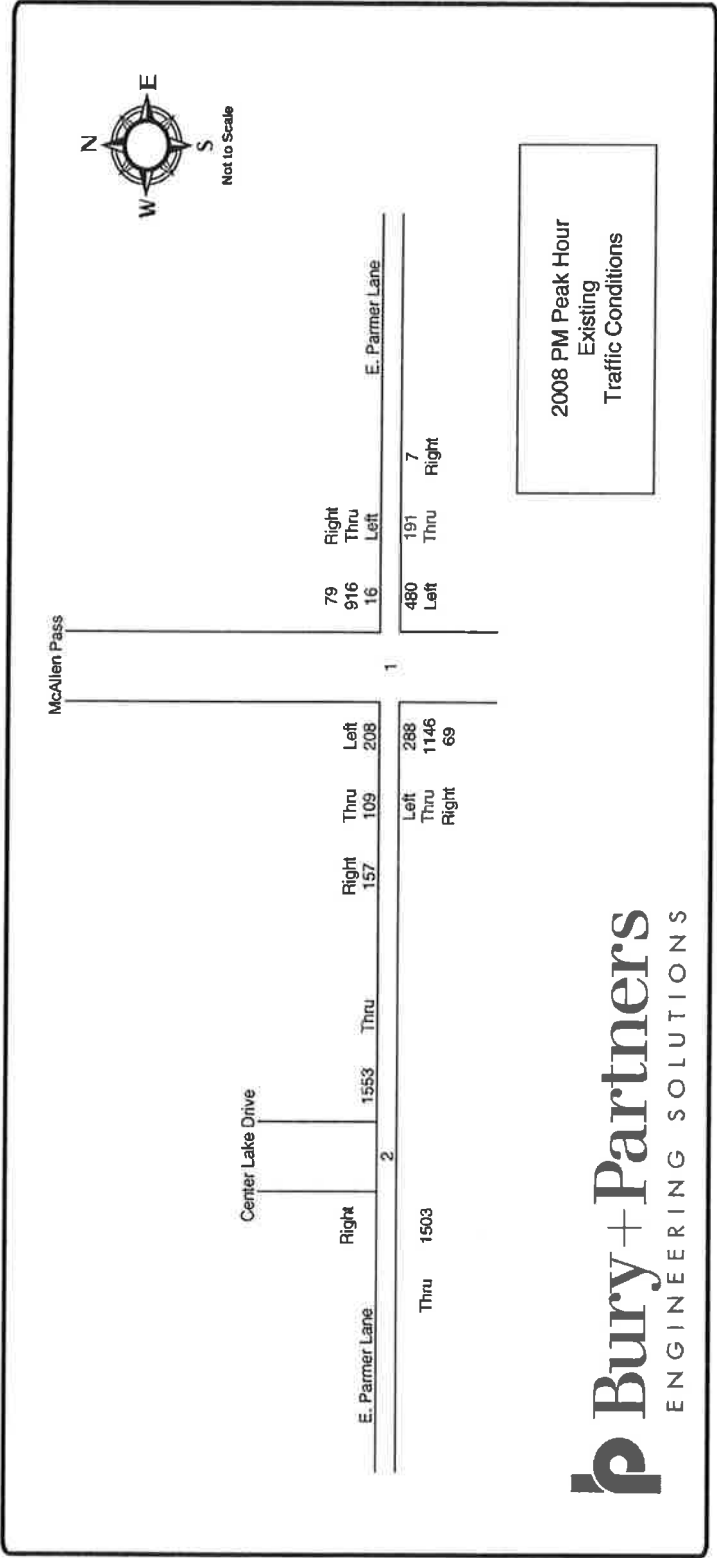 N
W E
S
Not to Scale
McAllen Pass
Center Lake Drive
E. Parmer Lane
Right
1553 Thru
Right Thru Left
157 109 208
79 Right
916 Thru
16 Left
E. Parmer Lane
2
1
Thru 1503
Left 288
Thru 1146
Right 69
480 191 7
Left Thru Right
2008 PM Peak Hour
Existing
Traffic Conditions
Bury+Partners
ENGINEERING SOLUTIONS